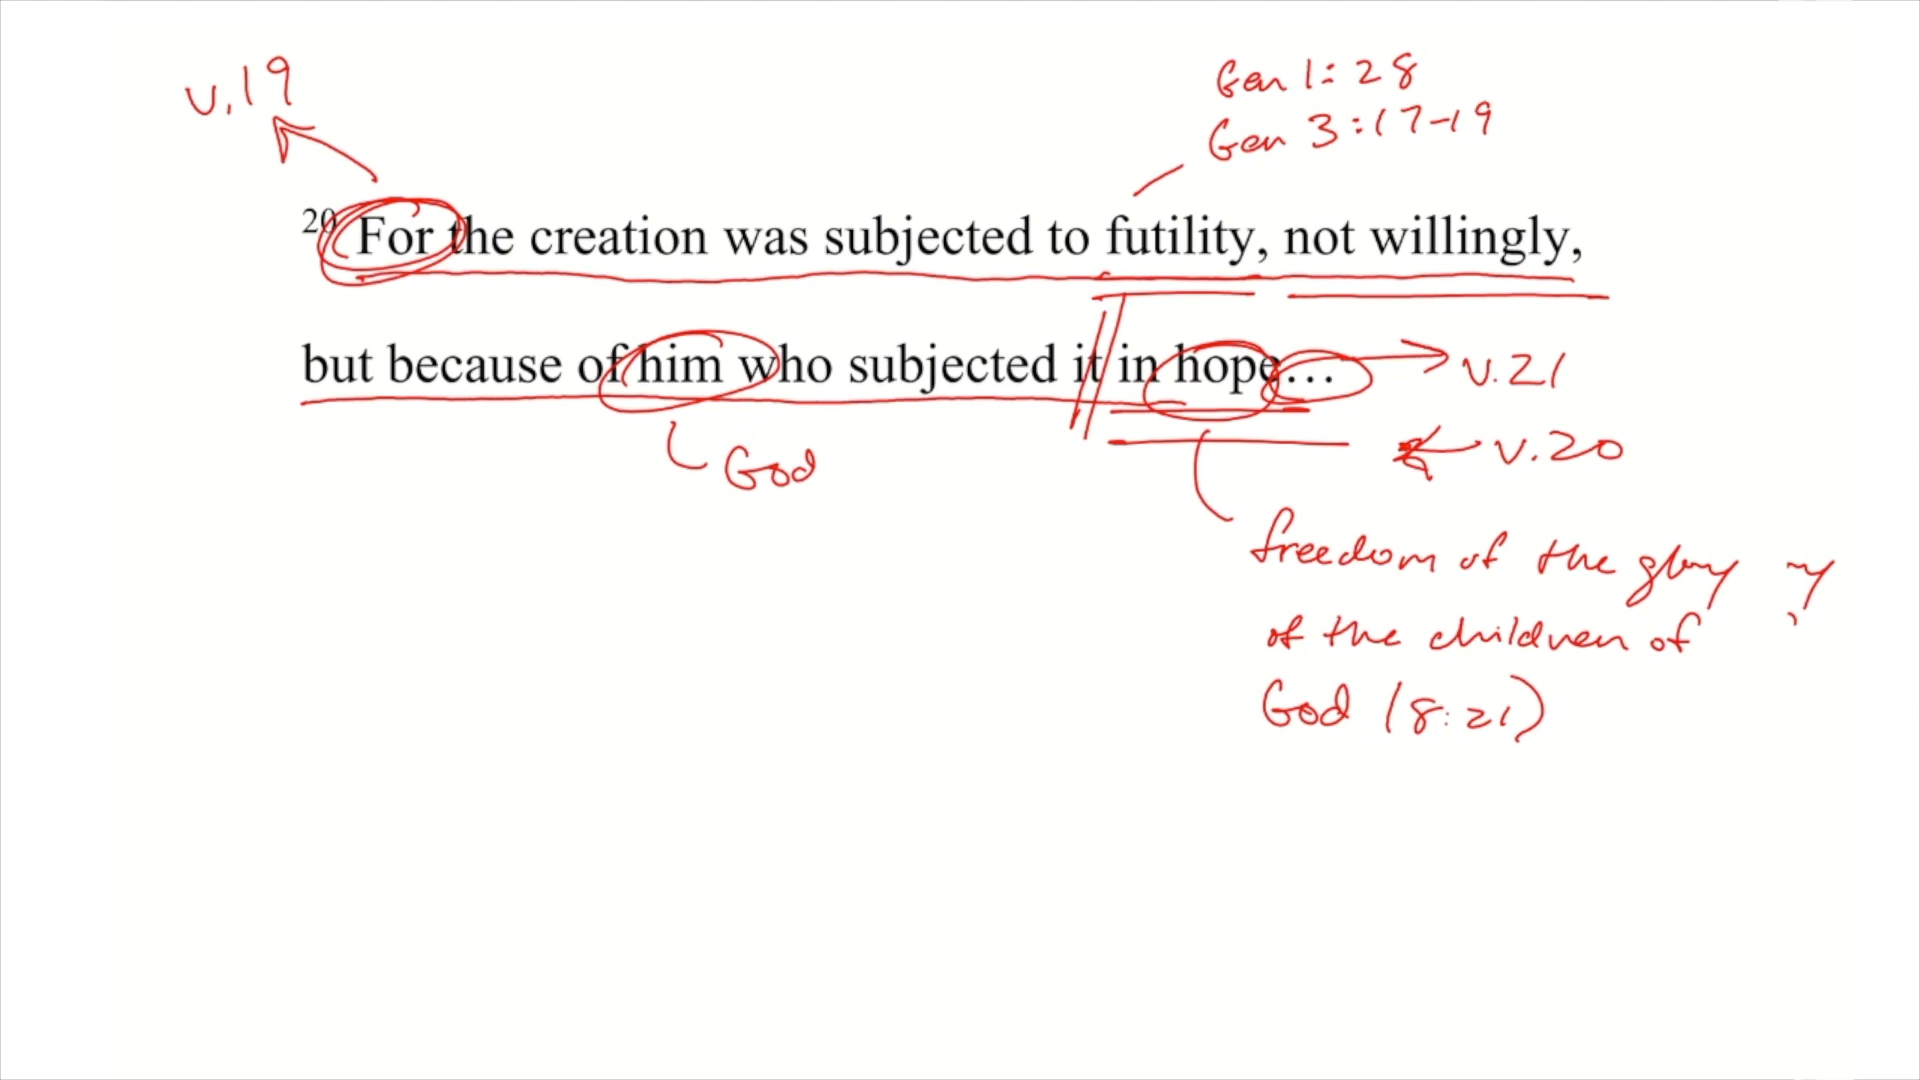 v.19
Gen 1:28
Gen 3:17-19
20 For the creation was subjected to futility, not willingly,
but because of him who subjected it in hope...
v.21
v.20
God
freedom of the glory
of the children of
God (8:21)